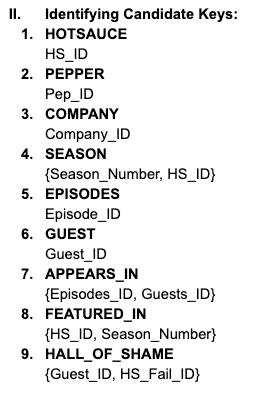 II. Identifying Candidate Keys:
1. HOTSAUCE
HS_ID
2. PEPPER
Pep_ID
3. COMPANY
Company_ID
4. SEASON
{Season_Number, HS_ID}
5. EPISODES
Episode_ID
6. GUEST
Guest_ID
7. APPEARS_IN
{Episodes_ID, Guests_ID}
8. FEATURED_IN
{HS_ID, Season_Number}
9. HALL_OF_SHAME
{Guest_ID, HS_Fail_ID}